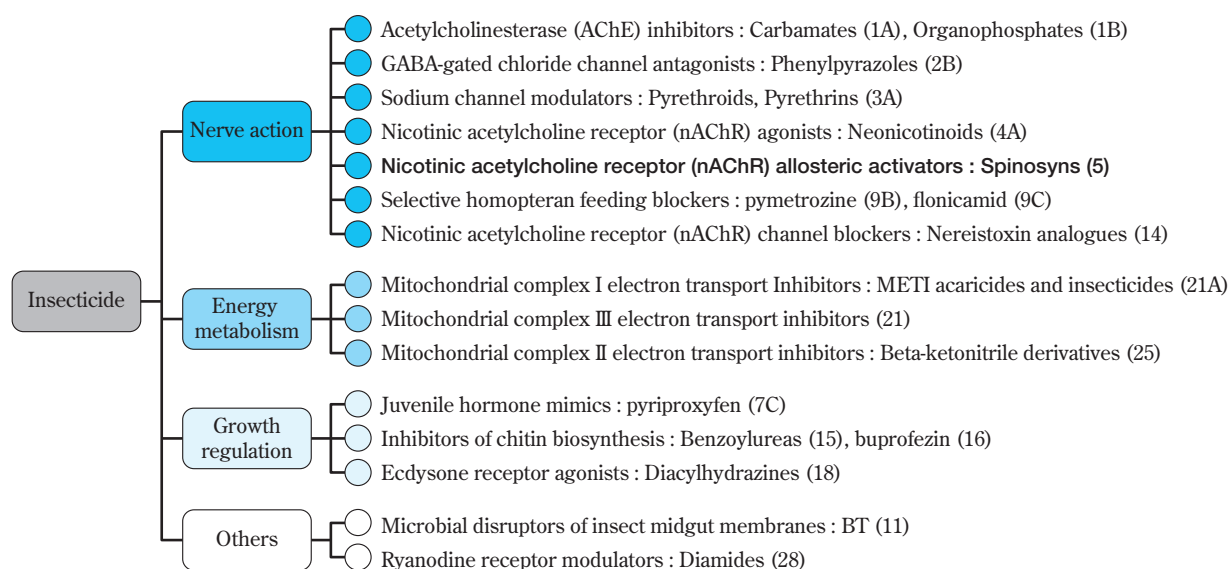 Insecticide
Nerve action
Acetylcholinesterase (AChE) inhibitors : Carbamates (1A), Organophosphates (1B)
GABA-gated chloride channel antagonists : Phenylpyrazoles (2B)
Sodium channel modulators : Pyrethroids, Pyrethrins (3A)
Nicotinic acetylcholine receptor (nAChR) agonists : Neonicotinoids (4A)
Nicotinic acetylcholine receptor (nAChR) allosteric activators : Spinosyns (5)
Selective homopteran feeding blockers : pymetrozine (9B), flonicamid (9C)
Nicotinic acetylcholine receptor (nAChR) channel blockers : Nereistoxin analogues (14)
Energy
metabolism
Mitochondrial complex I electron transport Inhibitors : METI acaricides and insecticides (21A)
Mitochondrial complex Ⅲ electron transport inhibitors (21)
Mitochondrial complex Ⅱ electron transport inhibitors : Beta-ketonitrile derivatives (25)
Growth
regulation
Juvenile hormone mimics : pyriproxyfen (7C)
Inhibitors of chitin biosynthesis : Benzoylureas (15), buprofezin (16)
Ecdysone receptor agonists : Diacylhydrazines (18)
Others
Microbial disruptors of insect midgut membranes : BT (11)
Ryanodine receptor modulators : Diamides (28)